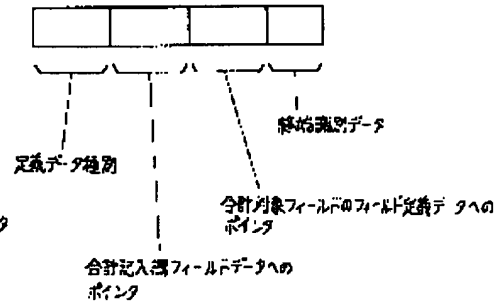 終始識別データ
定義データ種別
合計対象フィールドのフィールド定義データへの
ポインタ
タ
合計記入欄フィールドデータへの
ポインタ